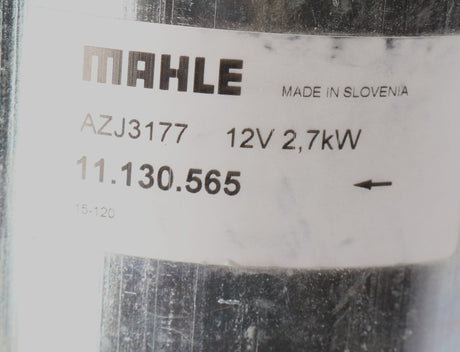 MAHLE MADE IN SLOVENIA
AZJ3177 12V 2,7kW
11.130.565
15-120